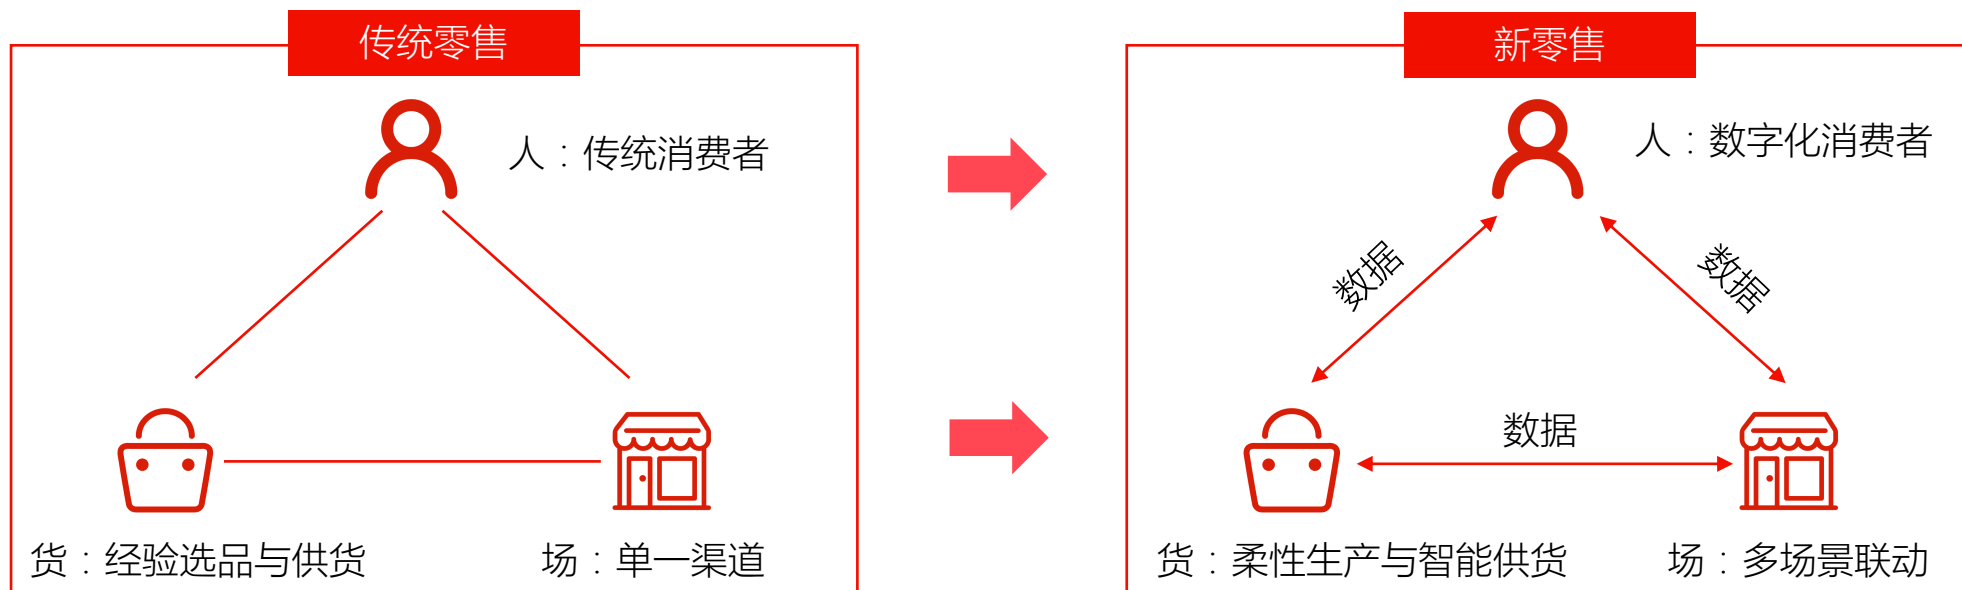 传统零售
人：传统消费者
货：经验选品与供货
场：单一渠道
新零售
人：数字化消费者
数据
数据
数据
货：柔性生产与智能供货
场：多场景联动